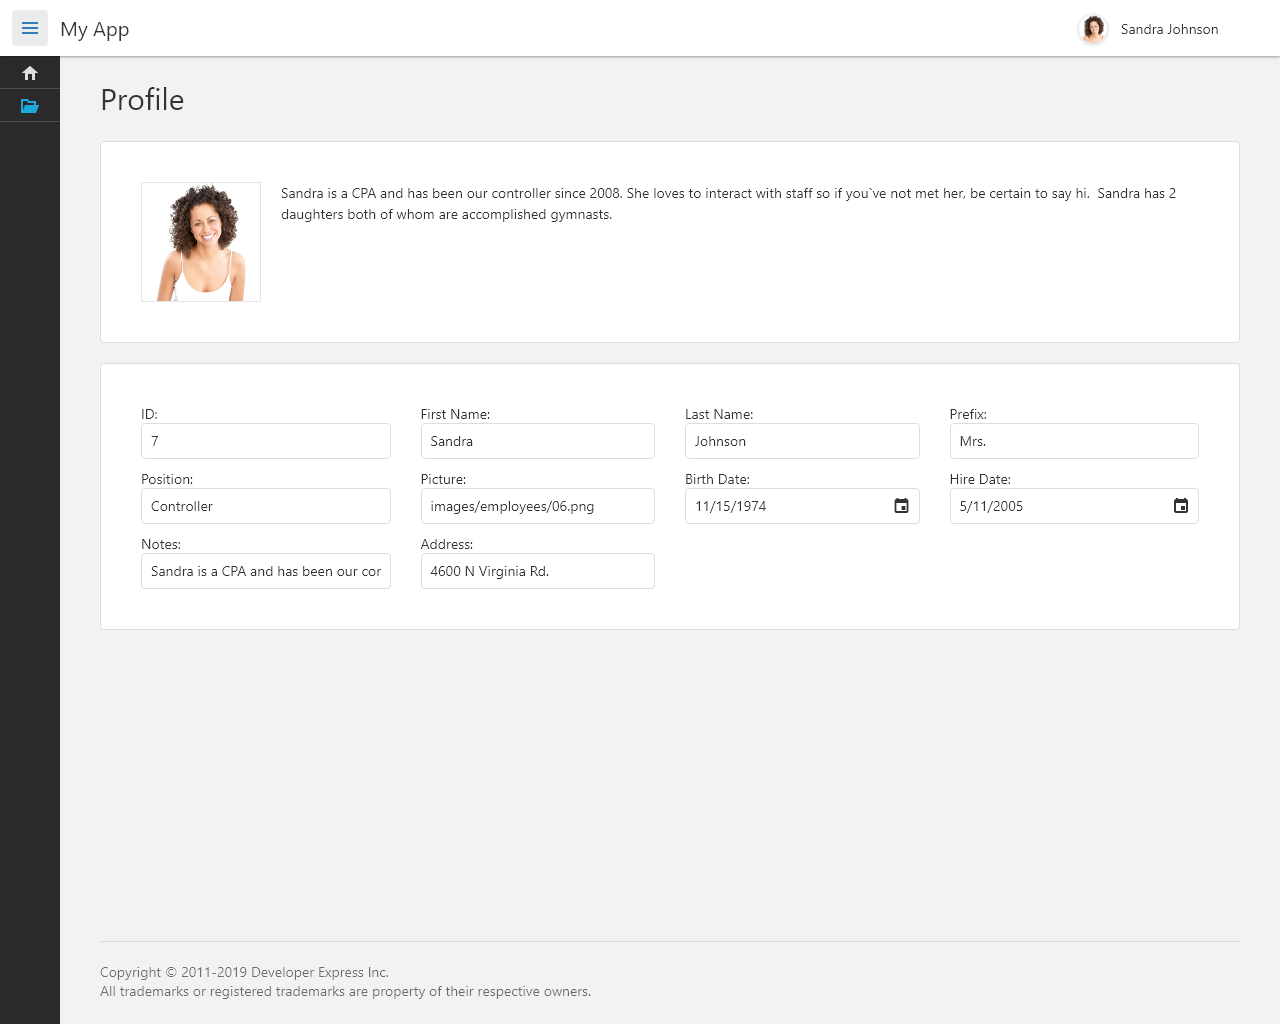 My App
Sandra Johnson
Profile
Sandra is a CPA and has been our controller since 2008. She loves to interact with staff so if you`ve not met her, be certain to say hi.  Sandra has 2
daughters both of whom are accomplished gymnasts.
ID:
First Name:
Last Name:
Prefix:
7
Sandra
Johnson
Mrs.
Position:
Picture:
Birth Date:
Hire Date:
Controller
images/employees/06.png
11/15/1974
5/11/2005
Notes:
Address:
Sandra is a CPA and has been our cor
4600 N Virginia Rd.
Copyright © 2011-2019 Developer Express Inc.
All trademarks or registered trademarks are property of their respective owners.